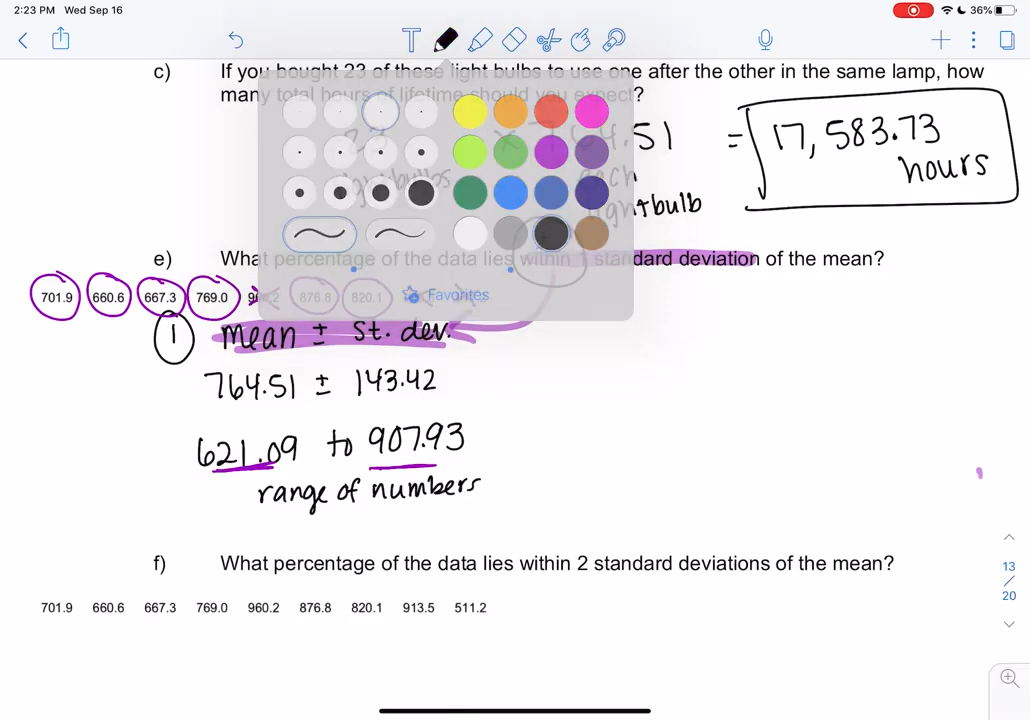 2:23 PM Wed Sep 16
36%
T
c) If you bought 23 of these light bulbs to use one after the other in the same lamp, how
many total hours of lifetime should you expect?
.51 = 17,583.73
hours
bulbs each
lightbulb
e) What percentage of the data lies within 1 standard deviation of the mean?
701.9 660.6 667.3 769.0 876.8 820.1
Favorites
1 mean ± St. dev.
764.51 ± 143.42
621.09 to 907.93
range of numbers
f) What percentage of the data lies within 2 standard deviations of the mean?
701.9 660.6 667.3 769.0 960.2 876.8 820.1 913.5 511.2
13
/
20